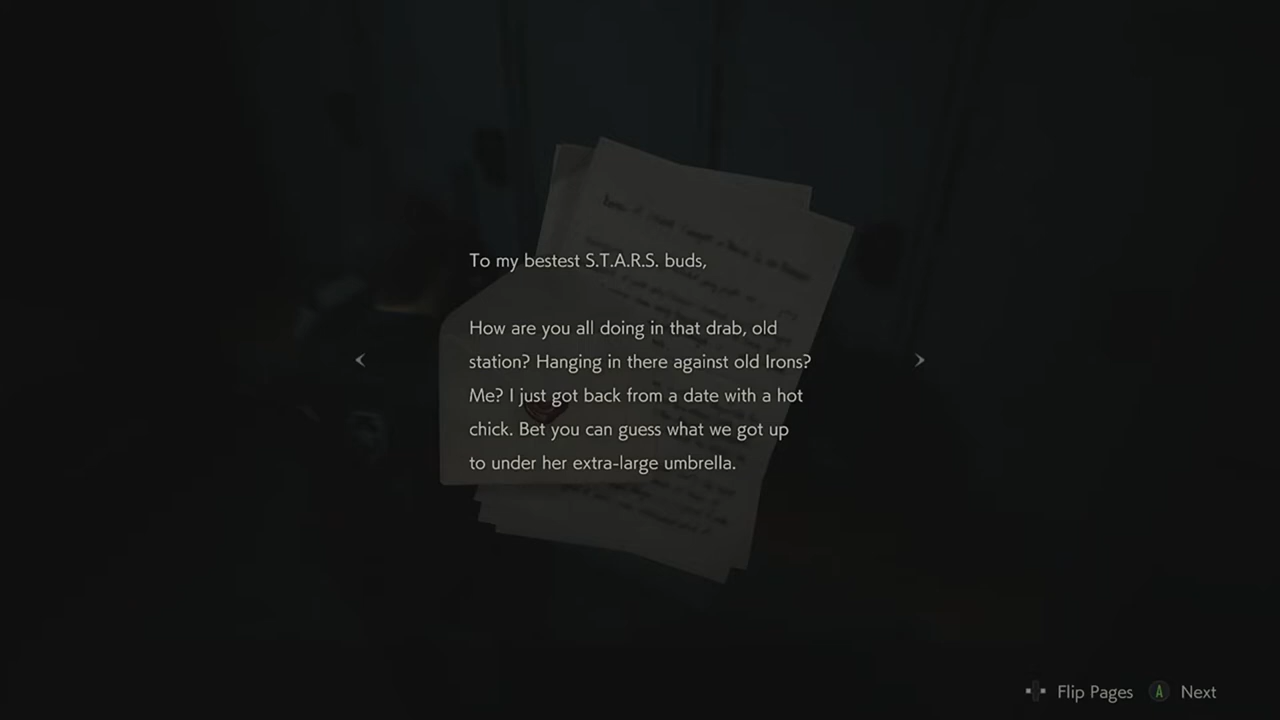 To my bestest S.T.A.R.S. buds,
How are you all doing in that drab, old
station? Hanging in there against old Irons?
Me? I just got back from a date with a hot
chick. Bet you can guess what we got up
to under her extra-large umbrella.
Flip Pages A Next